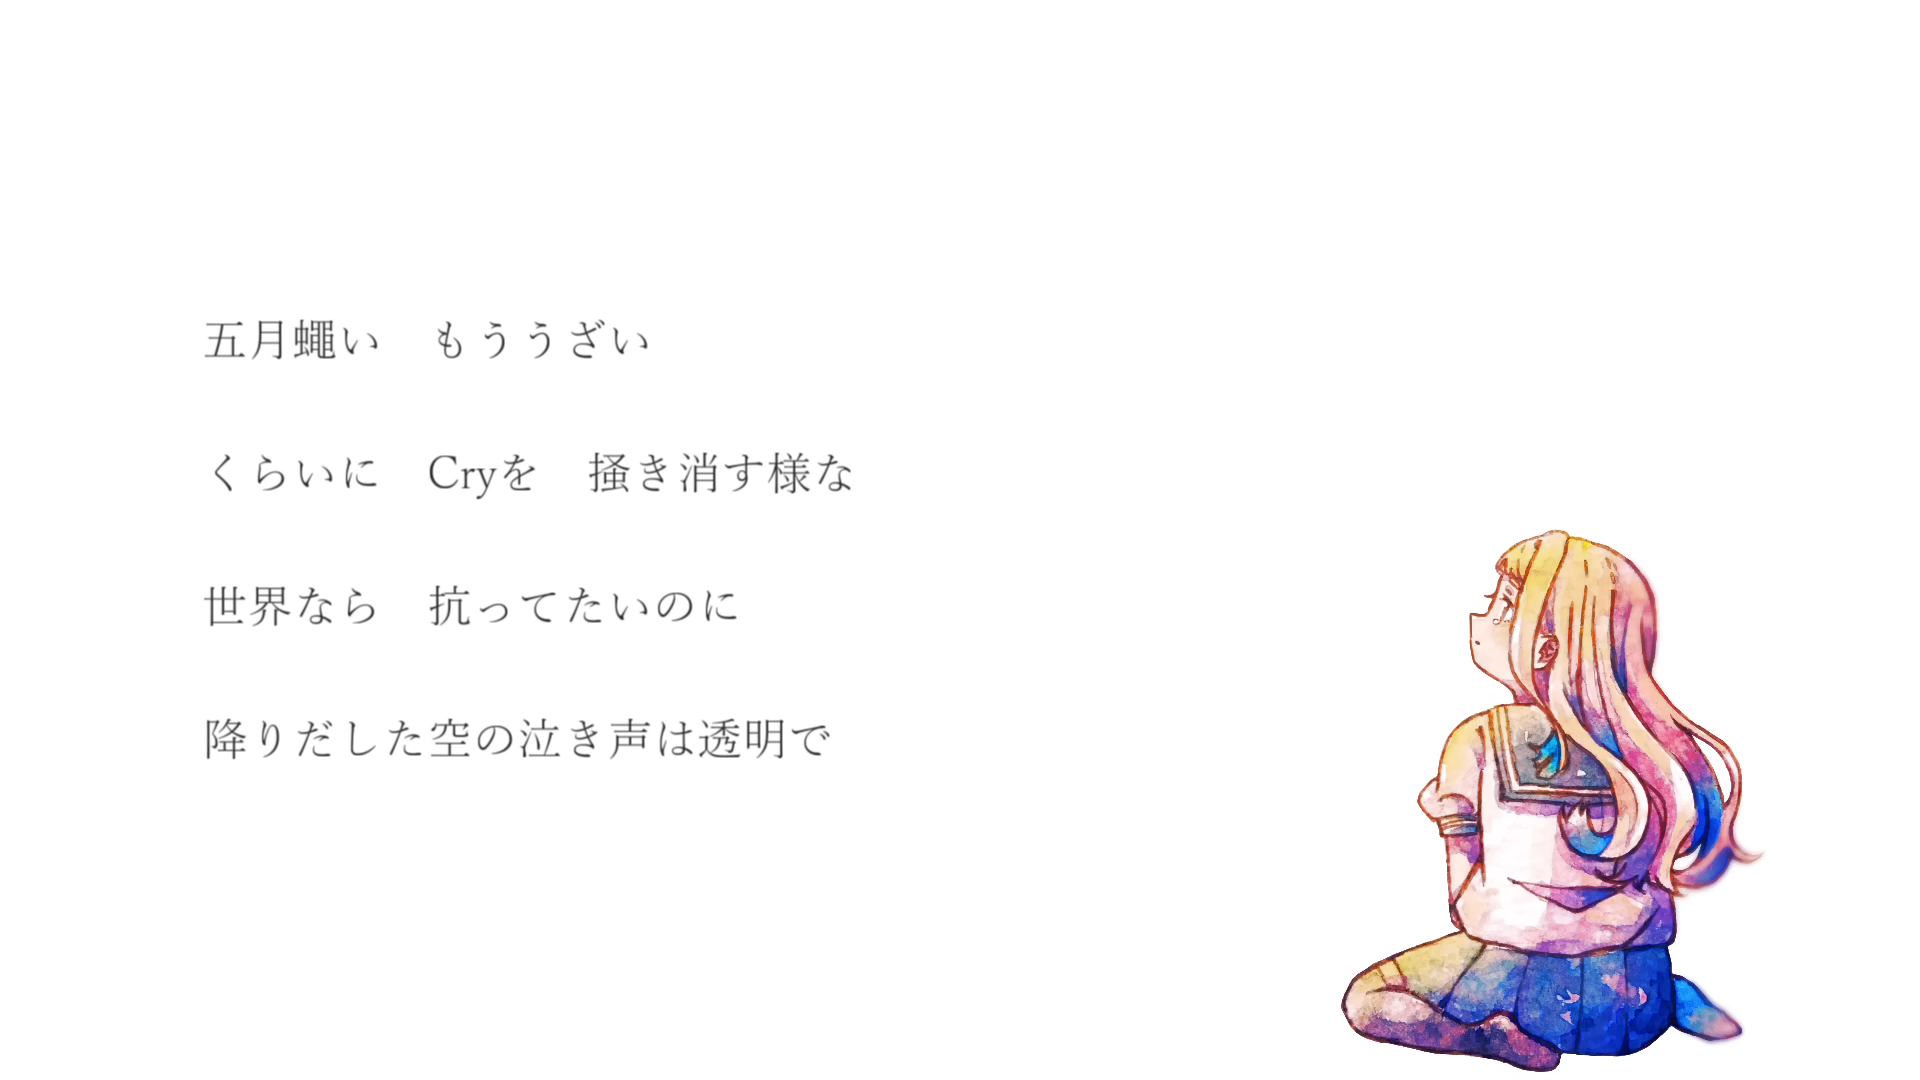 五月蠅い　もううざい
くらいに　Cryを　掻き消す様な
世界なら　抗ってたいのに
降りだした空の泣き声は透明で